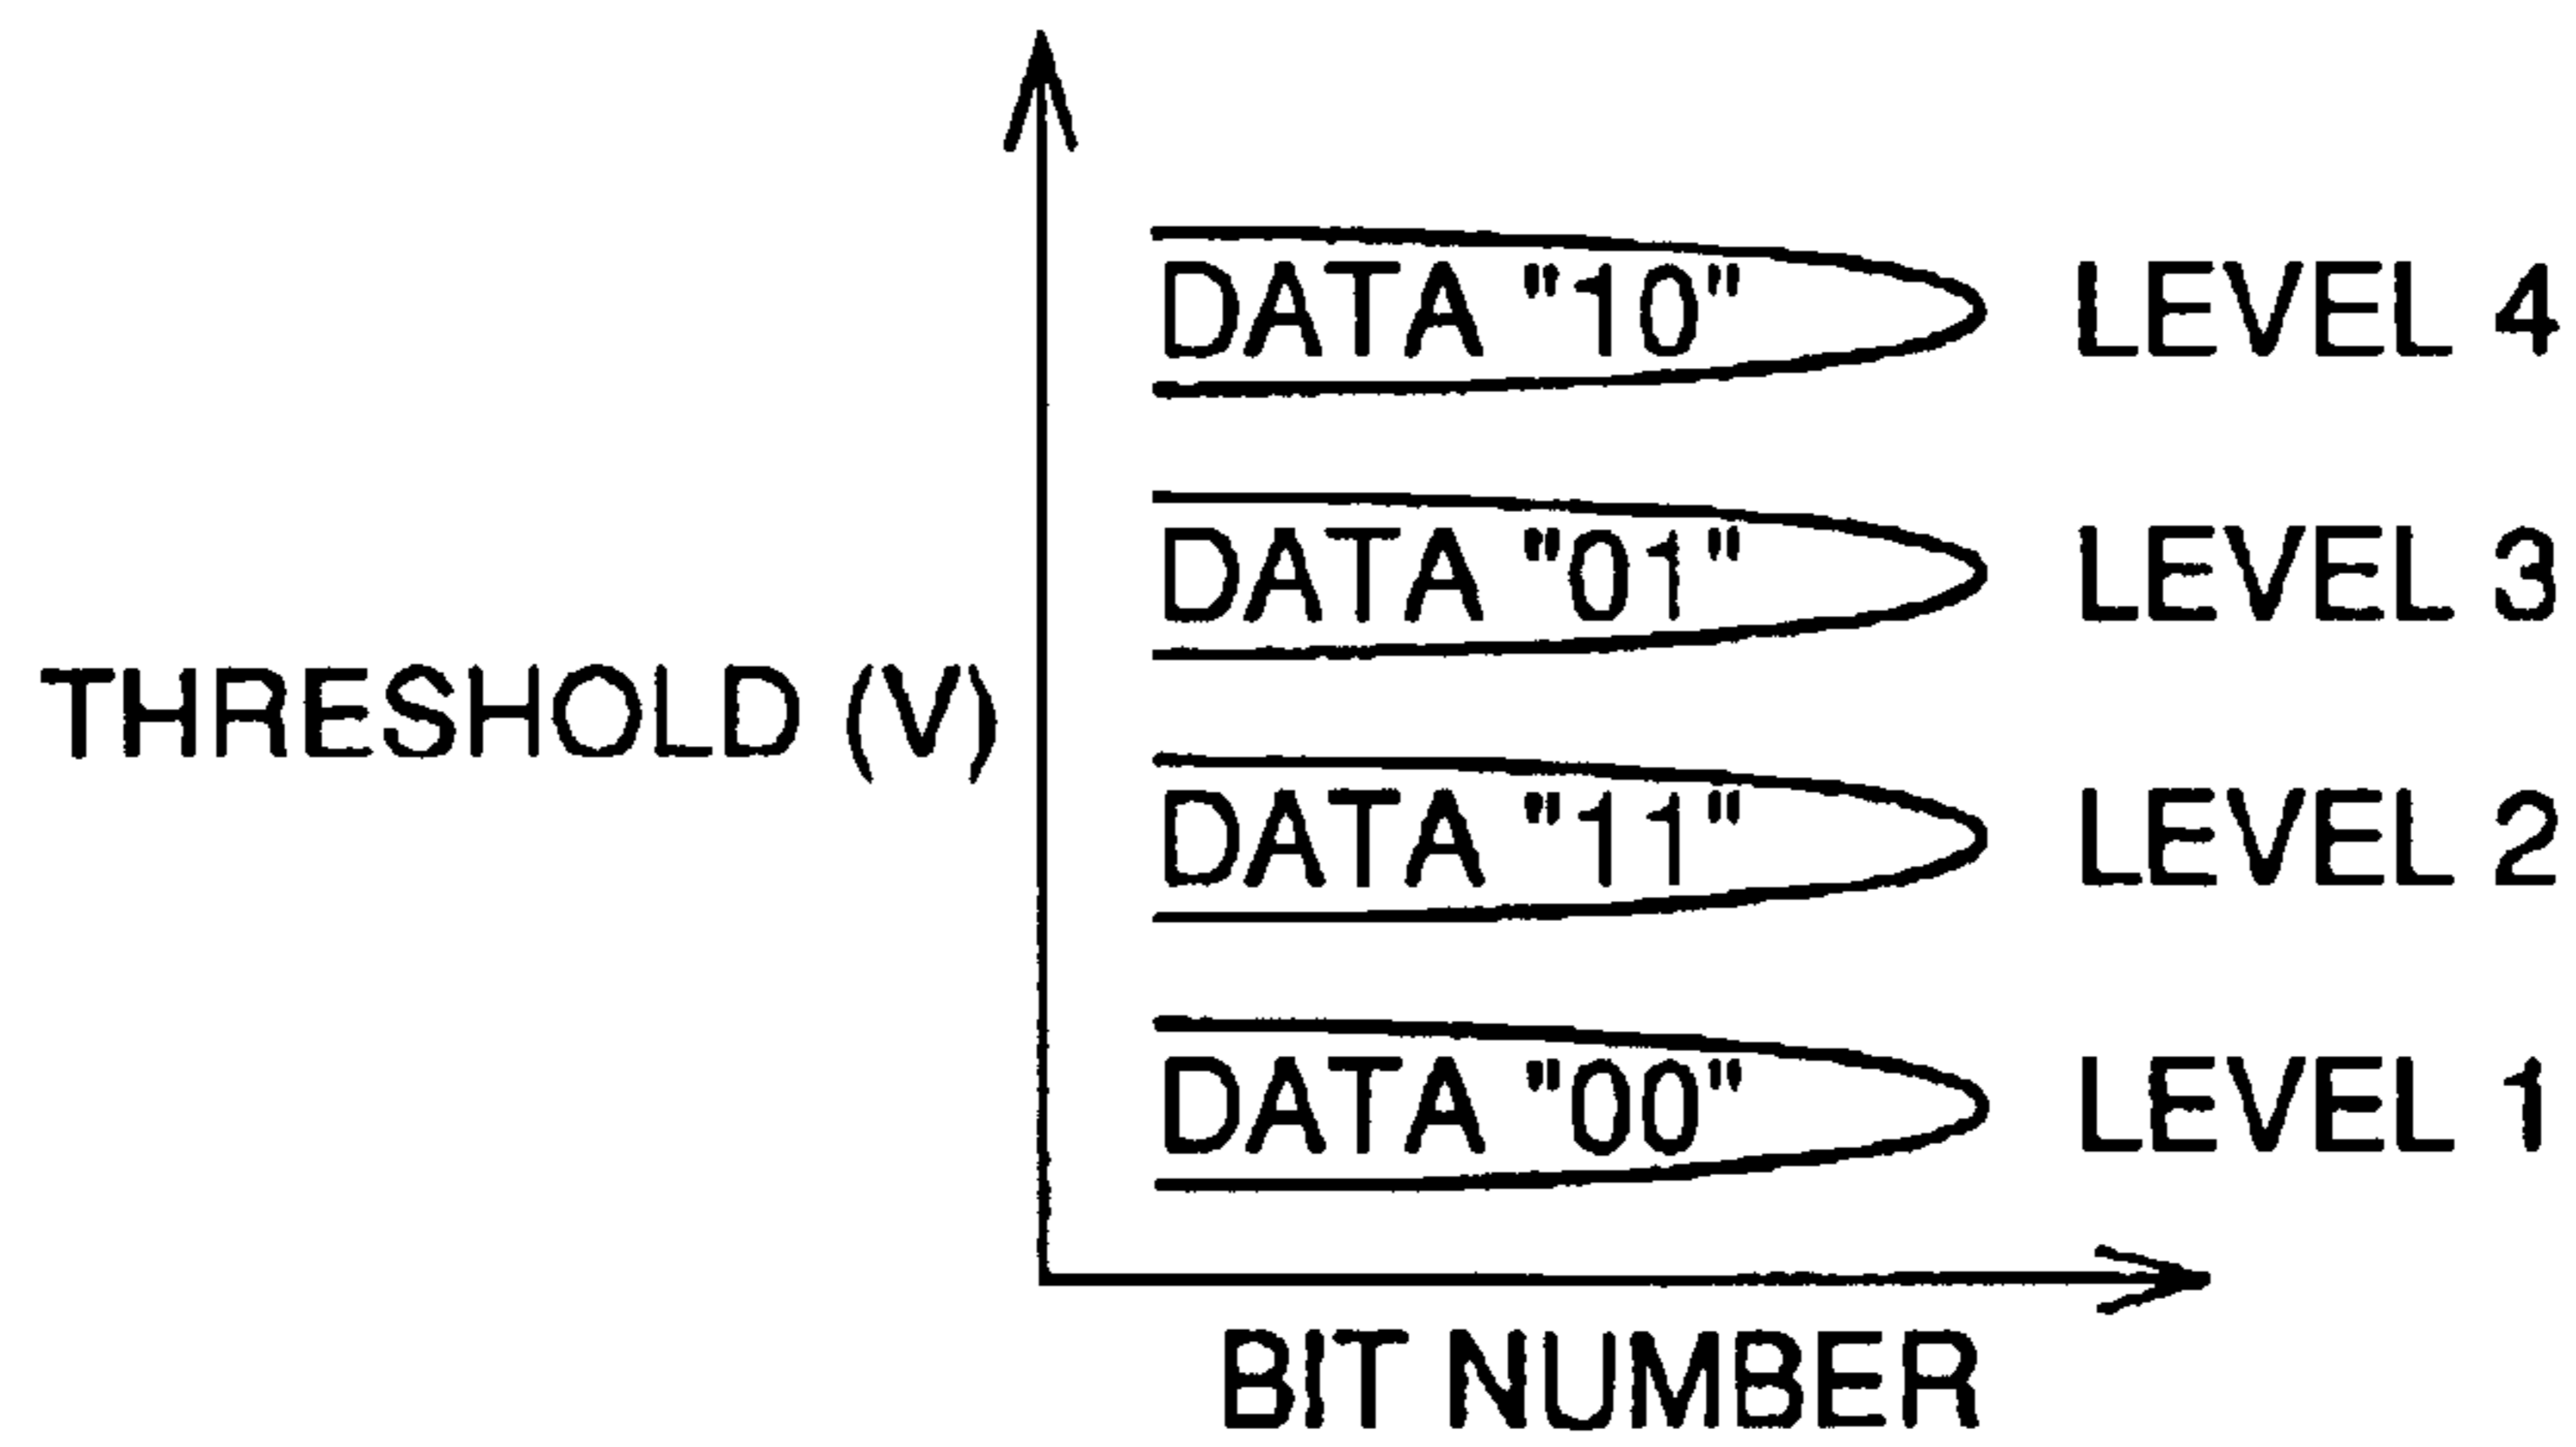 DATA "10" LEVEL 4
DATA "01" LEVEL 3
THRESHOLD (V)
DATA "11" LEVEL 2
DATA "00" LEVEL 1
BIT NUMBER